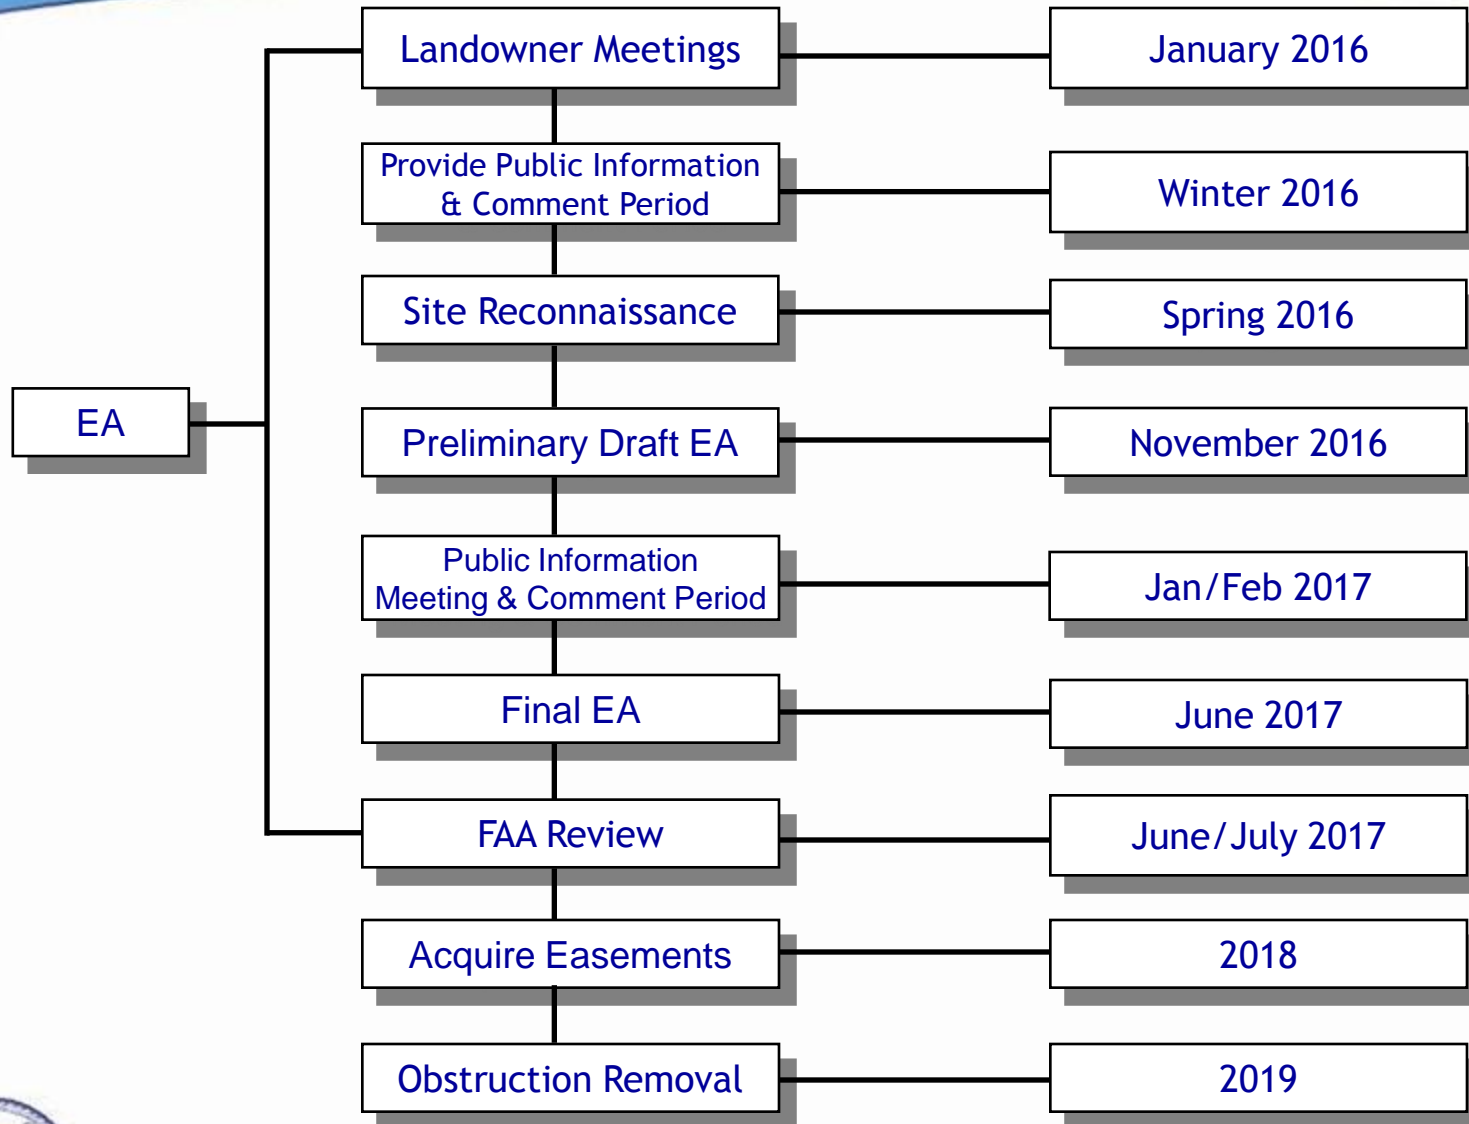 Landowner Meetings
January 2016
Provide Public Information
& Comment Period
Winter 2016
Site Reconnaissance
Spring 2016
EA
Preliminary Draft EA
November 2016
Public Information
Meeting & Comment Period
Jan/Feb 2017
Final EA
June 2017
FAA Review
June/July 2017
Acquire Easements
2018
Obstruction Removal
2019